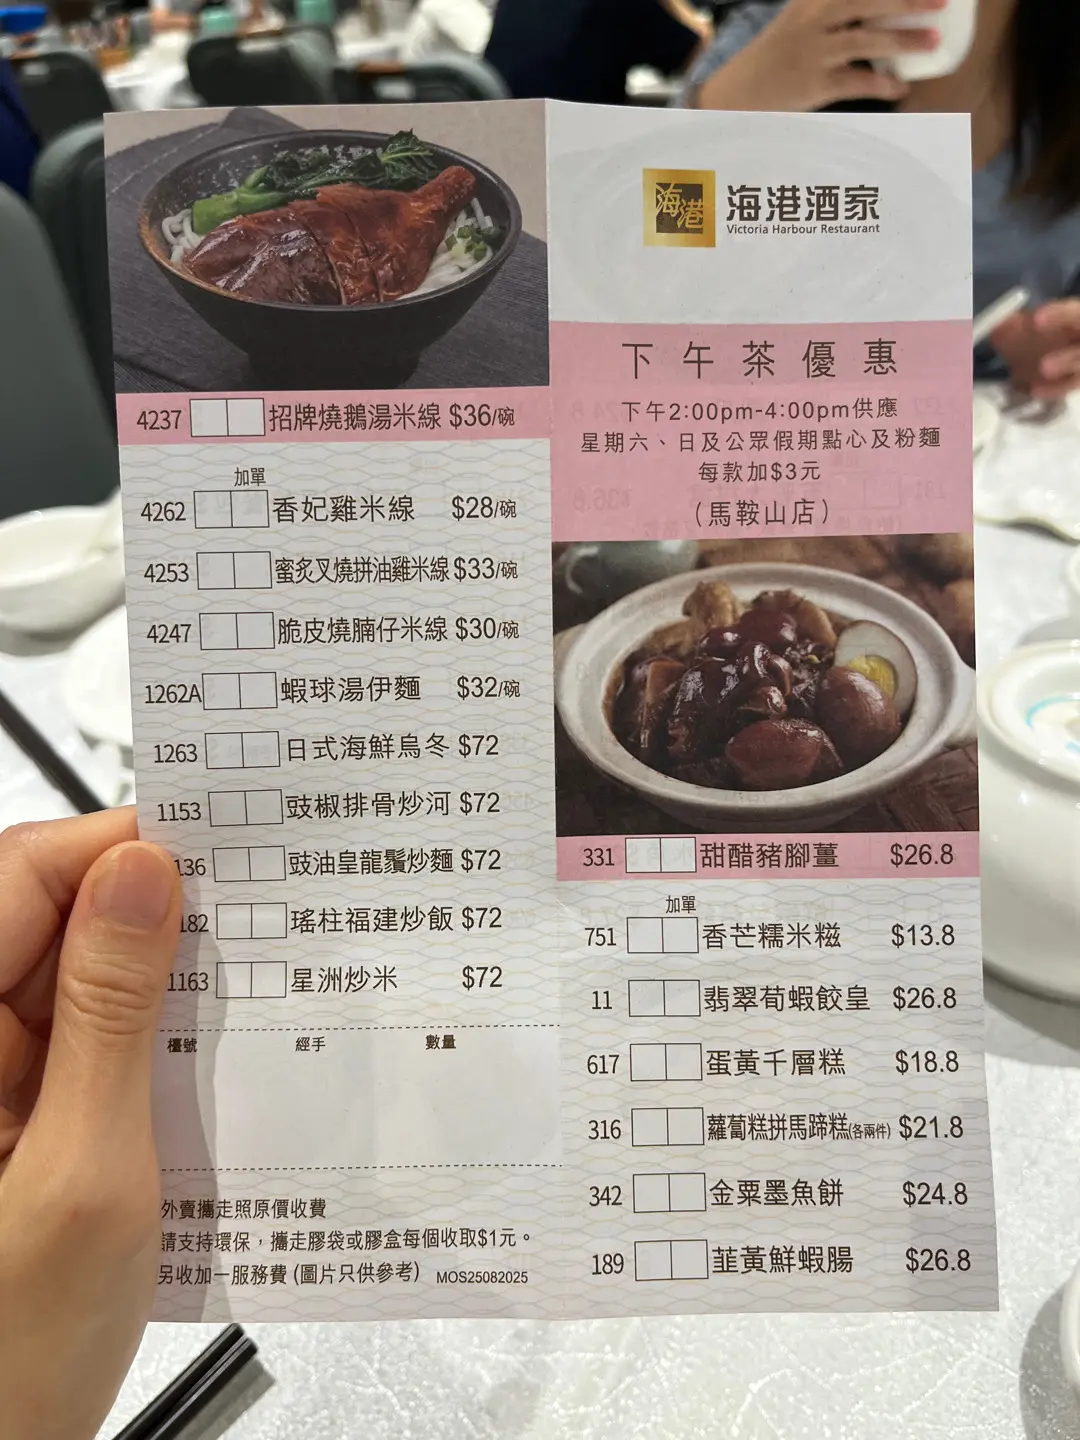 4237 招牌燒鵝湯米線 $36/碗
加單
4262 香妃雞米線 $28/碗
4253 蜜炙叉燒拼油雞米線 $33/碗
4247 脆皮燒腩仔米線 $30/碗
1262A 蝦球湯伊麵 $32/碗
1263 日式海鮮烏冬 $72
1153 豉椒排骨炒河 $72
136 豉油皇龍鬚炒麵 $72
182 瑤柱福建炒飯 $72
1163 星洲炒米 $72
檯號 經手 數量
外賣攜走照原價收費
請支持環保，攜走膠袋或膠盒每個收取$1元。
另收加一服務費 (圖片只供參考) MOS25082025
海港
海港酒家
Victoria Harbour Restaurant
下午茶優惠
下午2:00pm-4:00pm供應
星期六、日及公眾假期點心及粉麵
每款加$3元
(馬鞍山店)
331 甜醋豬腳薑 $26.8
加單
751 香芒糯米糍 $13.8
11 翡翠荀蝦餃皇 $26.8
617 蛋黃千層糕 $18.8
316 蘿蔔糕拼馬蹄糕(各兩件) $21.8
342 金粟墨魚餅 $24.8
189 韮黃鮮蝦腸 $26.8